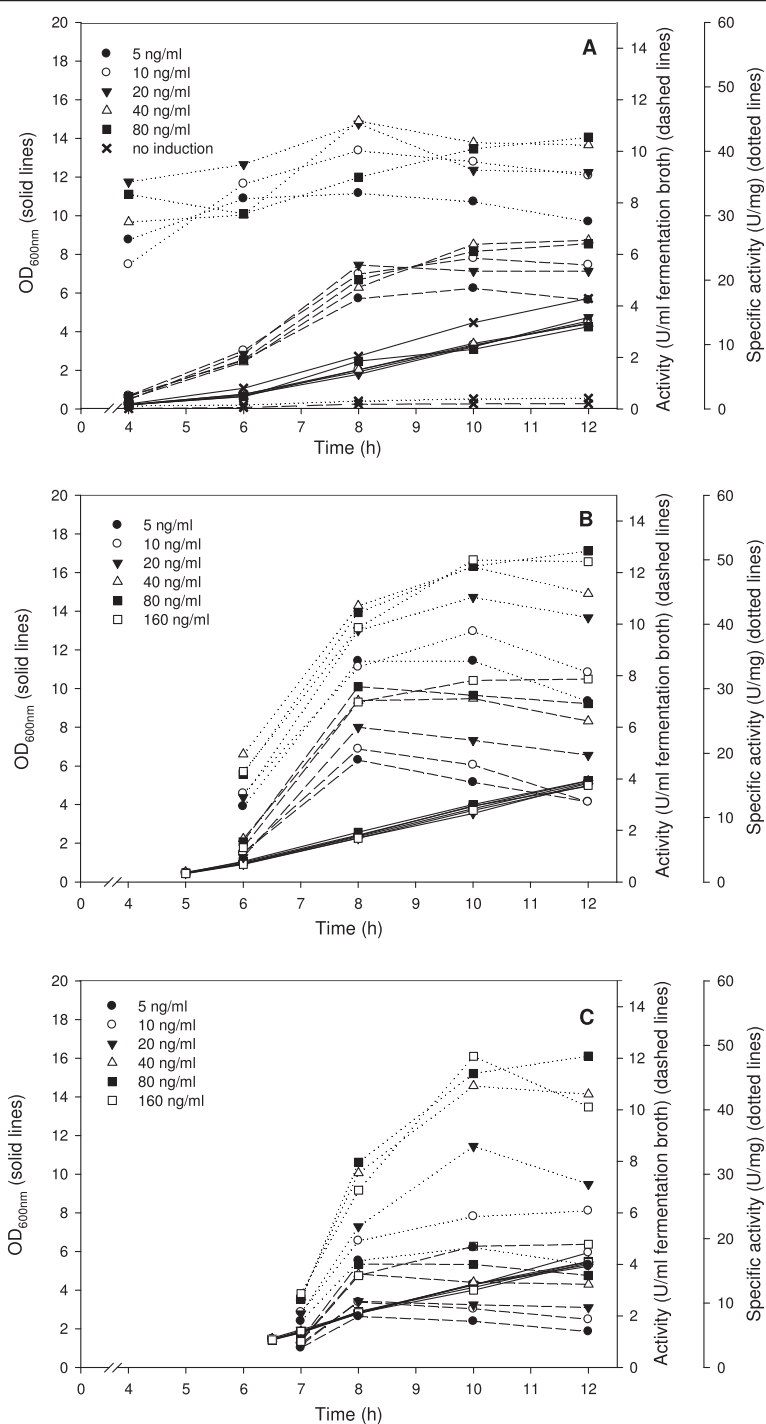 A
5 ng/ml
10 ng/ml
20 ng/ml
40 ng/ml
80 ng/ml
no induction
20
18
16
14
12
10
8
6
4
2
0
OD600nm (solid lines)
14
12
10
8
6
4
2
0
Activity (U/ml fermentation broth) (dashed lines)
60
50
40
30
20
10
0
Specific activity (U/mg) (dotted lines)
0 4 5 6 7 8 9 10 11 12
Time (h)
B
5 ng/ml
10 ng/ml
20 ng/ml
40 ng/ml
80 ng/ml
160 ng/ml
20
18
16
14
12
10
8
6
4
2
0
OD600nm (solid lines)
14
12
10
8
6
4
2
0
Activity (U/ml fermentation broth) (dashed lines)
60
50
40
30
20
10
0
Specific activity (U/mg) (dotted lines)
0 4 5 6 7 8 9 10 11 12
Time (h)
C
5 ng/ml
10 ng/ml
20 ng/ml
40 ng/ml
80 ng/ml
160 ng/ml
20
18
16
14
12
10
8
6
4
2
0
OD600nm (solid lines)
14
12
10
8
6
4
2
0
Activity (U/ml fermentation broth) (dashed lines)
60
50
40
30
20
10
0
Specific activity (U/mg) (dotted lines)
0 4 5 6 7 8 9 10 11 12
Time (h)